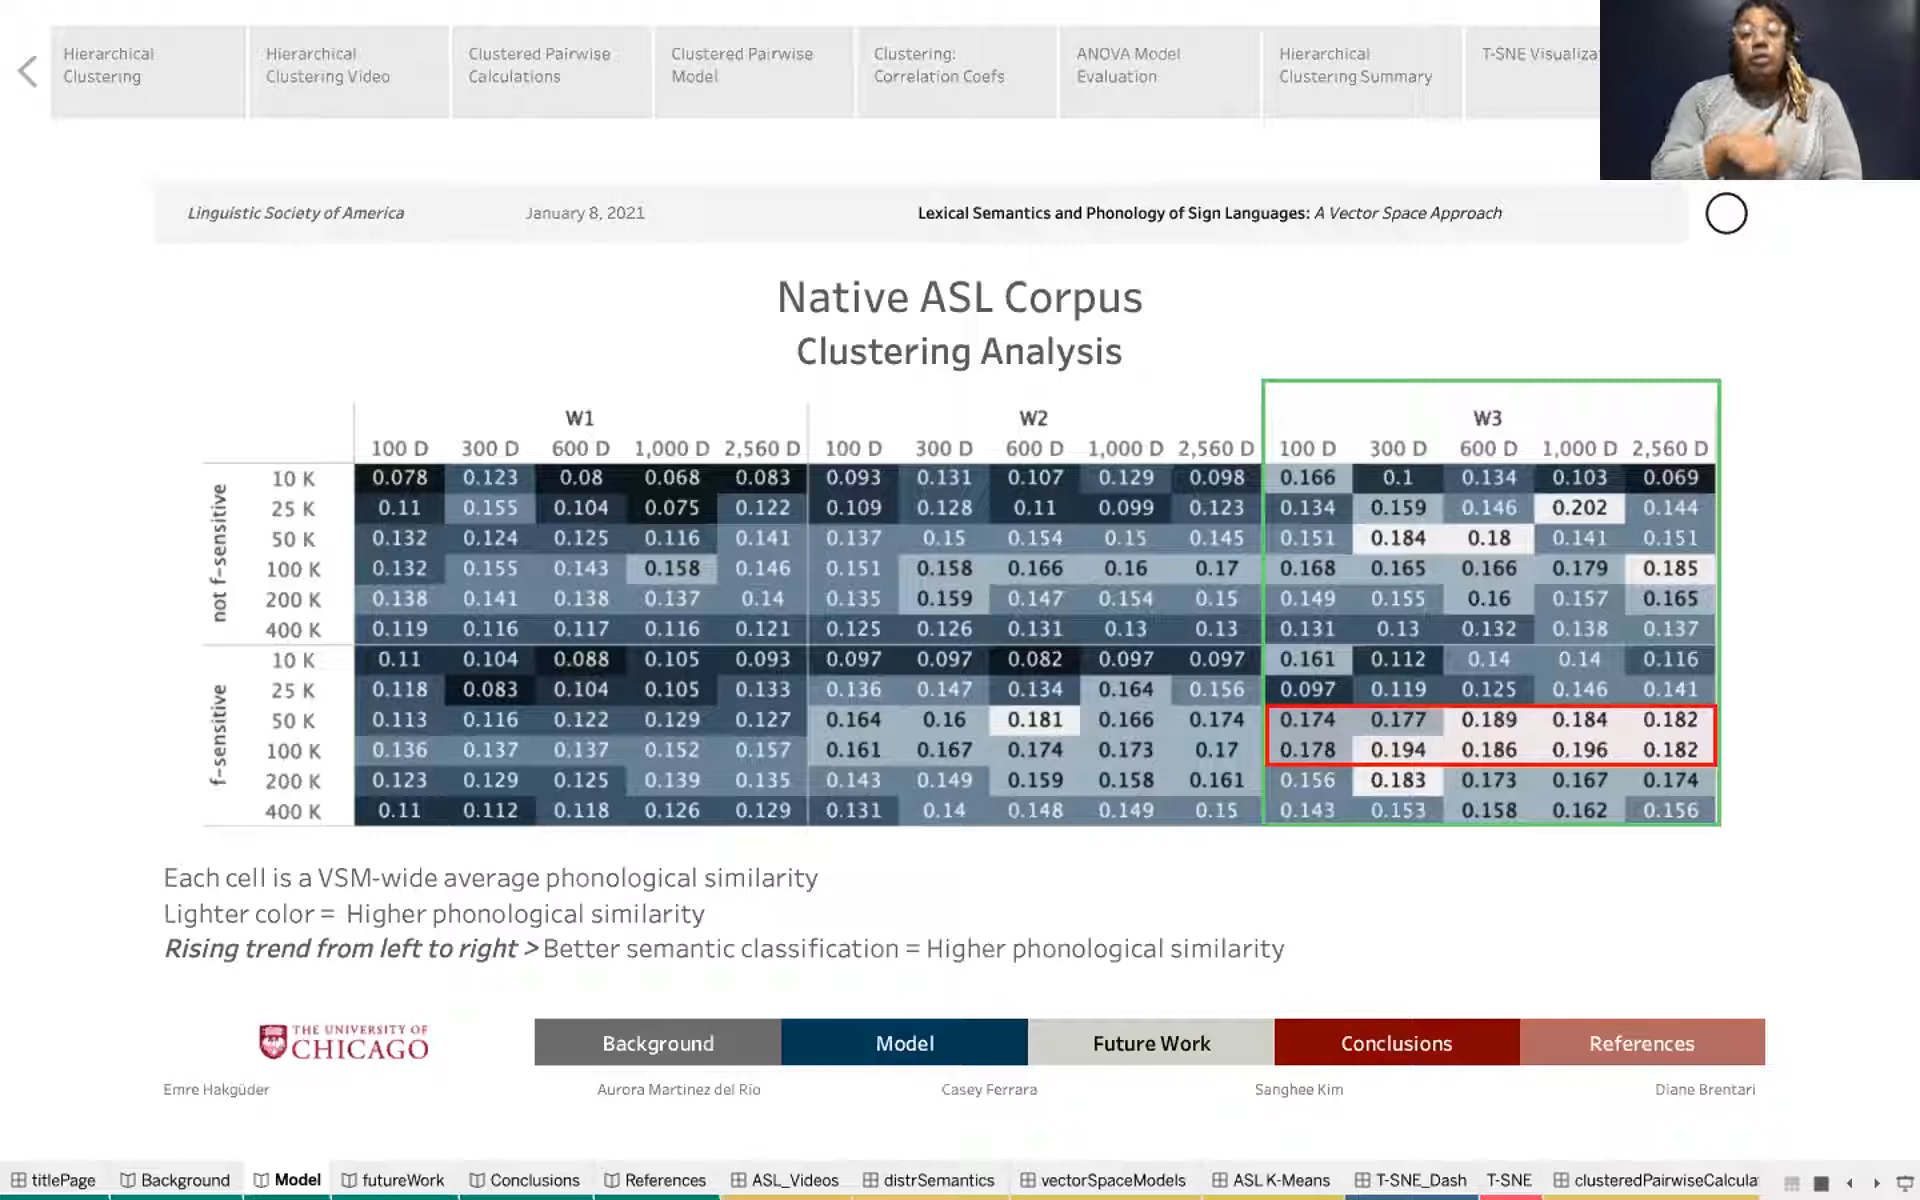 Hierarchical Clustering
Hierarchical Clustering Video
Clustered Pairwise Calculations
Clustered Pairwise Model
Clustering: Correlation Coefs
ANOVA Model Evaluation
Hierarchical Clustering Summary
T-SNE Visualiza
Linguistic Society of America January 8, 2021 Lexical Semantics and Phonology of Sign Languages: A Vector Space Approach
Native ASL Corpus
Clustering Analysis
W1 W2 W3
100 D 300 D 600 D 1,000 D 2,560 D 100 D 300 D 600 D 1,000 D 2,560 D 100 D 300 D 600 D 1,000 D 2,560 D
not f-sensitive
10 K 0.078 0.123 0.08 0.068 0.083 0.093 0.131 0.107 0.129 0.098 0.166 0.1 0.134 0.103 0.069
25 K 0.11 0.155 0.104 0.075 0.122 0.109 0.128 0.11 0.099 0.123 0.134 0.159 0.146 0.202 0.144
50 K 0.132 0.124 0.125 0.116 0.141 0.137 0.15 0.154 0.15 0.145 0.151 0.184 0.18 0.141 0.151
100 K 0.132 0.155 0.143 0.158 0.146 0.151 0.158 0.166 0.16 0.17 0.168 0.165 0.166 0.179 0.185
200 K 0.138 0.141 0.138 0.137 0.14 0.135 0.159 0.147 0.154 0.15 0.149 0.155 0.16 0.157 0.165
400 K 0.119 0.116 0.117 0.116 0.121 0.125 0.126 0.131 0.13 0.13 0.131 0.13 0.132 0.138 0.137
f-sensitive
10 K 0.11 0.104 0.088 0.105 0.093 0.097 0.097 0.082 0.097 0.097 0.161 0.112 0.14 0.14 0.116
25 K 0.118 0.083 0.104 0.105 0.133 0.136 0.147 0.134 0.164 0.156 0.097 0.119 0.125 0.146 0.141
50 K 0.113 0.116 0.122 0.129 0.127 0.164 0.16 0.181 0.166 0.174 0.174 0.177 0.189 0.184 0.182
100 K 0.136 0.137 0.137 0.152 0.157 0.161 0.167 0.174 0.173 0.17 0.178 0.194 0.186 0.196 0.182
200 K 0.123 0.129 0.125 0.139 0.135 0.143 0.149 0.159 0.158 0.161 0.156 0.183 0.173 0.167 0.174
400 K 0.11 0.112 0.118 0.126 0.129 0.131 0.14 0.148 0.149 0.15 0.143 0.153 0.158 0.162 0.156
Each cell is a VSM-wide average phonological similarity
Lighter color = Higher phonological similarity
Rising trend from left to right > Better semantic classification = Higher phonological similarity
THE UNIVERSITY OF
CHICAGO
Background Model Future Work Conclusions References
Emre Hakgüder Aurora Martinez del Rio Casey Ferrara Sanghee Kim Diane Brentari
titlePage Background Model futureWork Conclusions References ASL_Videos distrSemantics vectorSpaceModels ASL K-Means T-SNE_Dash T-SNE clusteredPairwiseCalcula